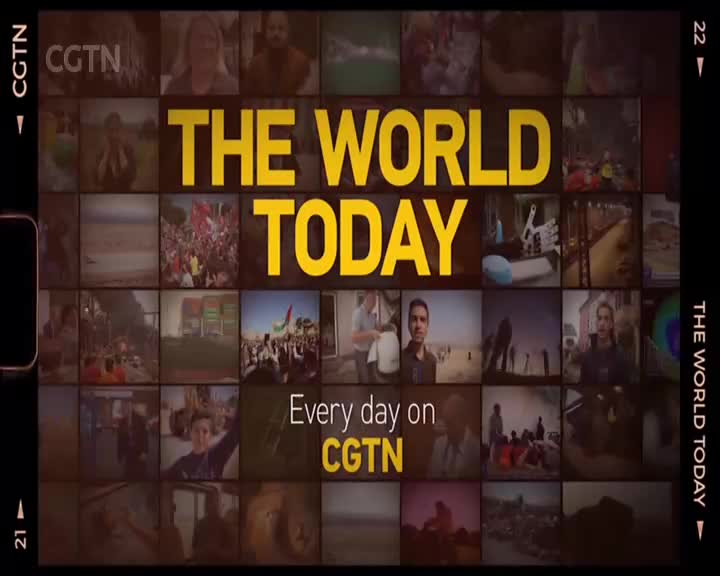 CGTN
CGTN
22
THE WORLD
TODAY
Every day on
CGTN
THE WORLD TODAY
21